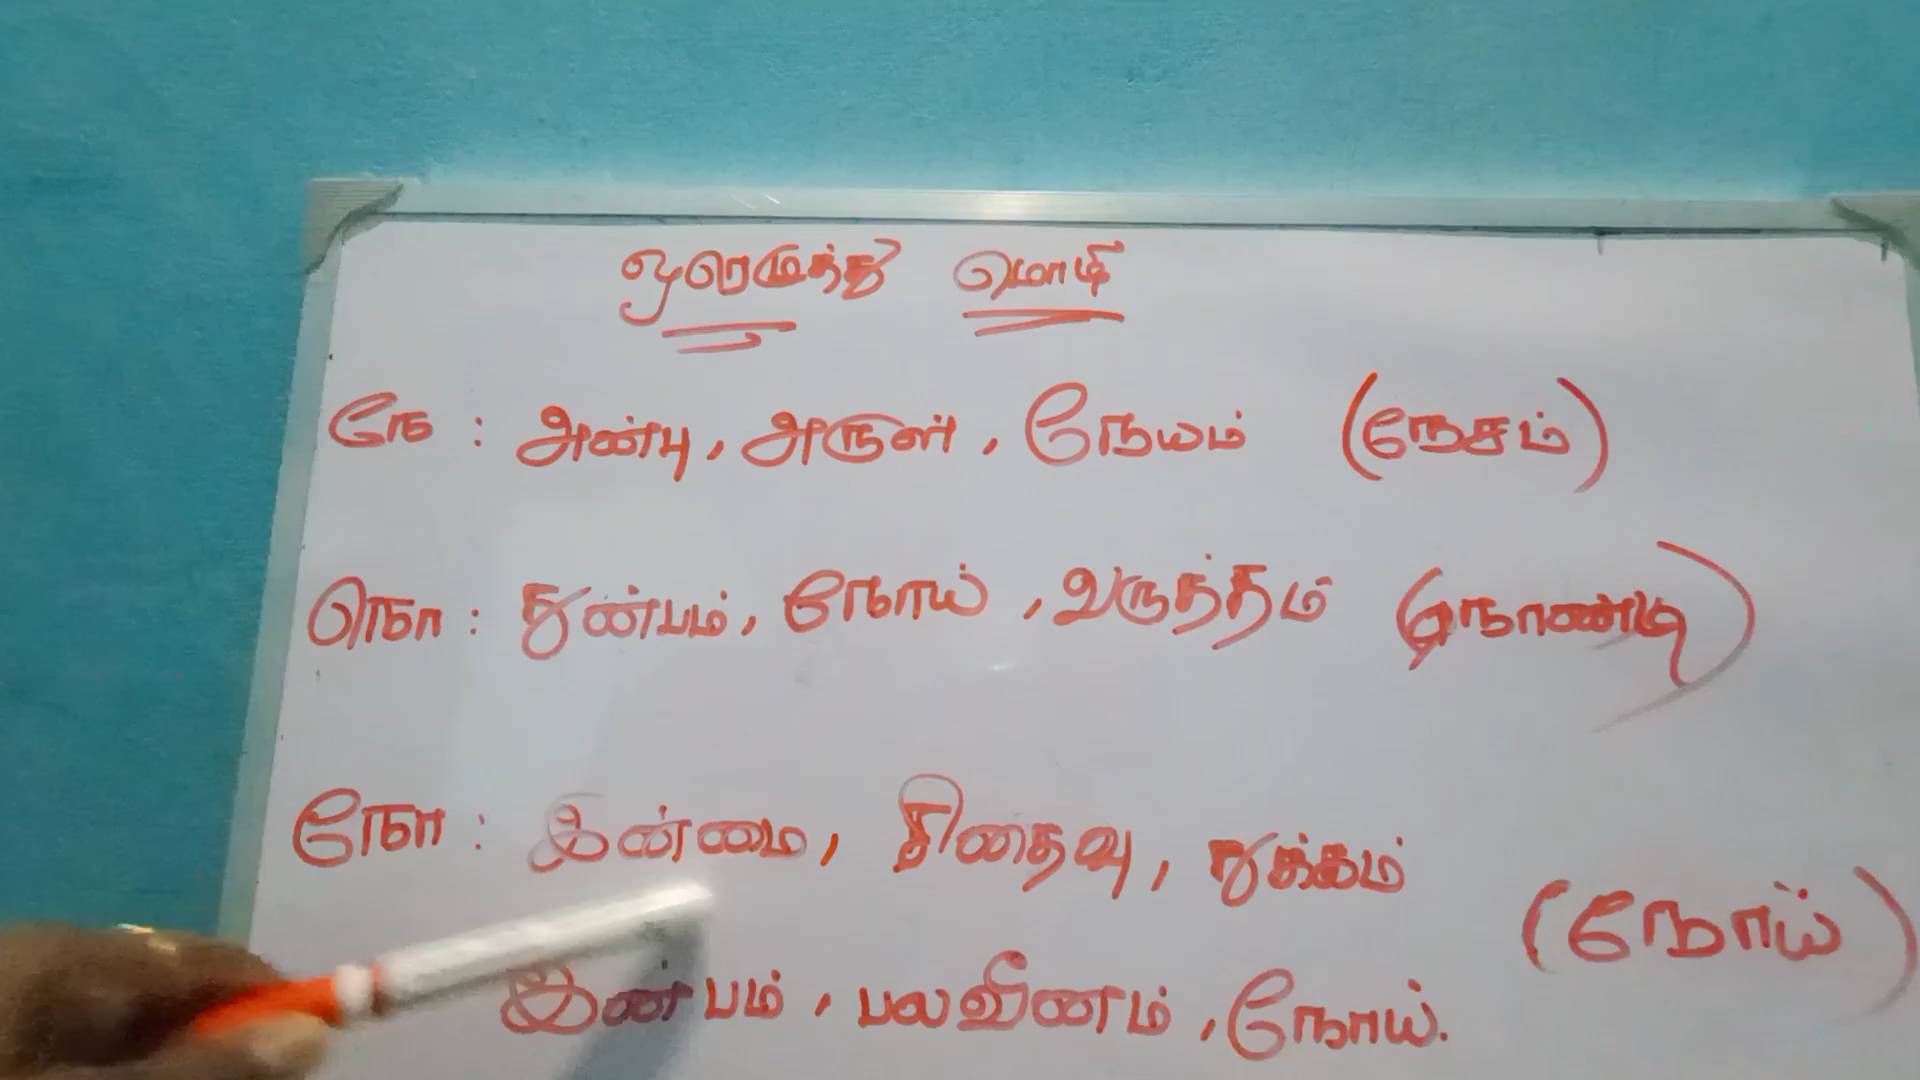 ஓரெழுத்து மொழி
நே : அன்பு, அருள், நேயம் (நேசம்)
நொ : துன்பம், நோய், வருத்தம் (நொண்டி)
நோ : இன்மை, சிதைவு, துக்கம்
(நோய்)
இன்பம், பலவீனம், நோய்.